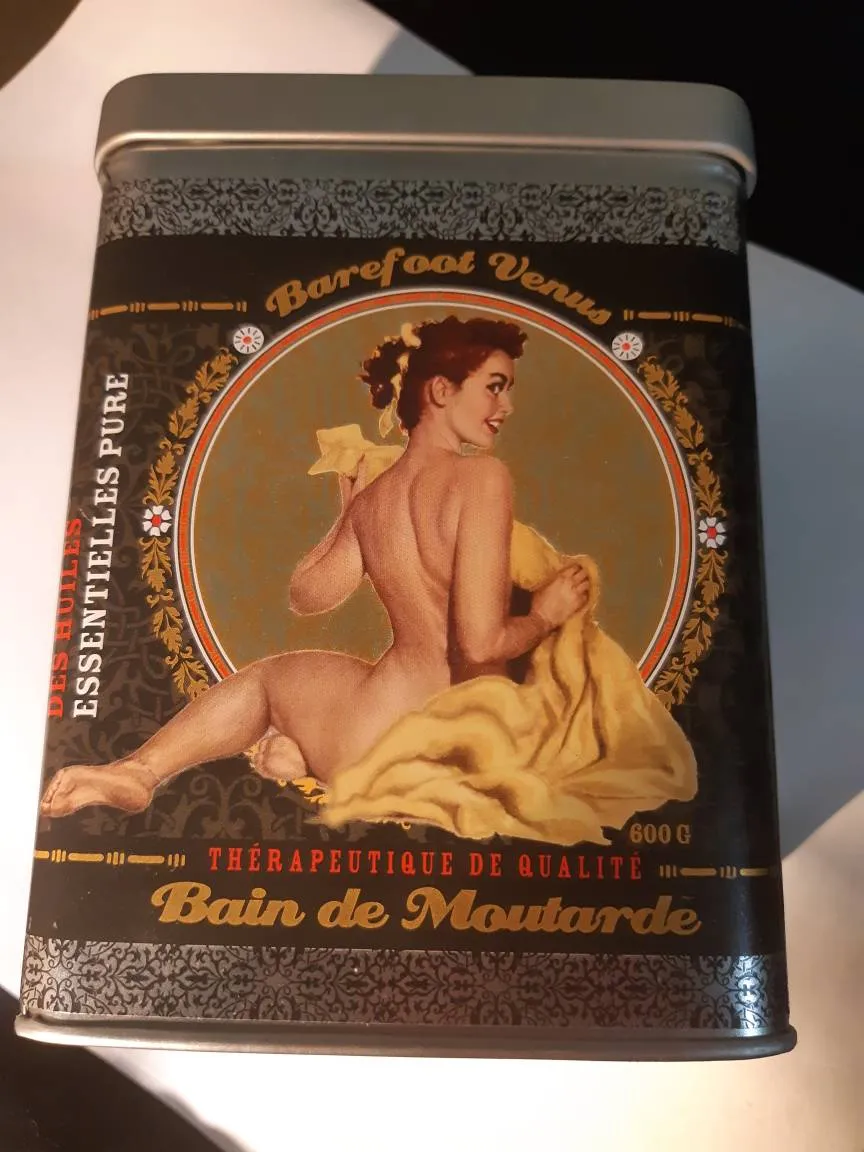 Barefoot Venus
DES HUILES
ESSENTIELLES PURE
600 G
THÉRAPEUTIQUE DE QUALITÉ
Bain de Moutarde